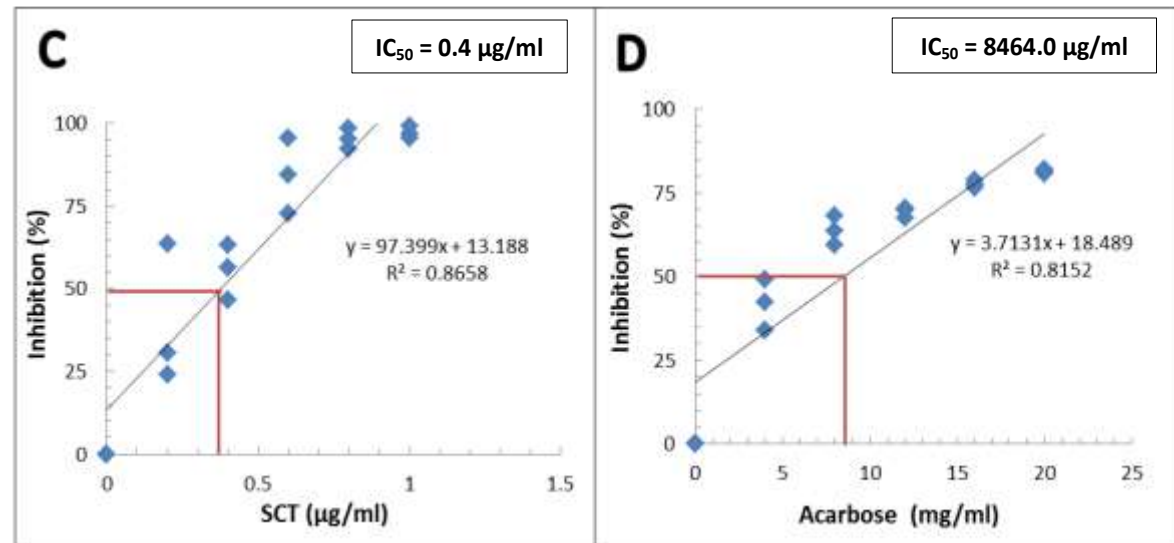 C
IC₅₀ = 0.4 µg/ml
100
75
50
25
0
Inhibition (%)
y = 97.399x + 13.188
R² = 0.8658
0 0.5 1 1.5
SCT (µg/ml)
D
IC₅₀ = 8464.0 µg/ml
100
75
50
25
0
Inhibition (%)
y = 3.7131x + 18.489
R² = 0.8152
0 5 10 15 20 25
Acarbose (mg/ml)